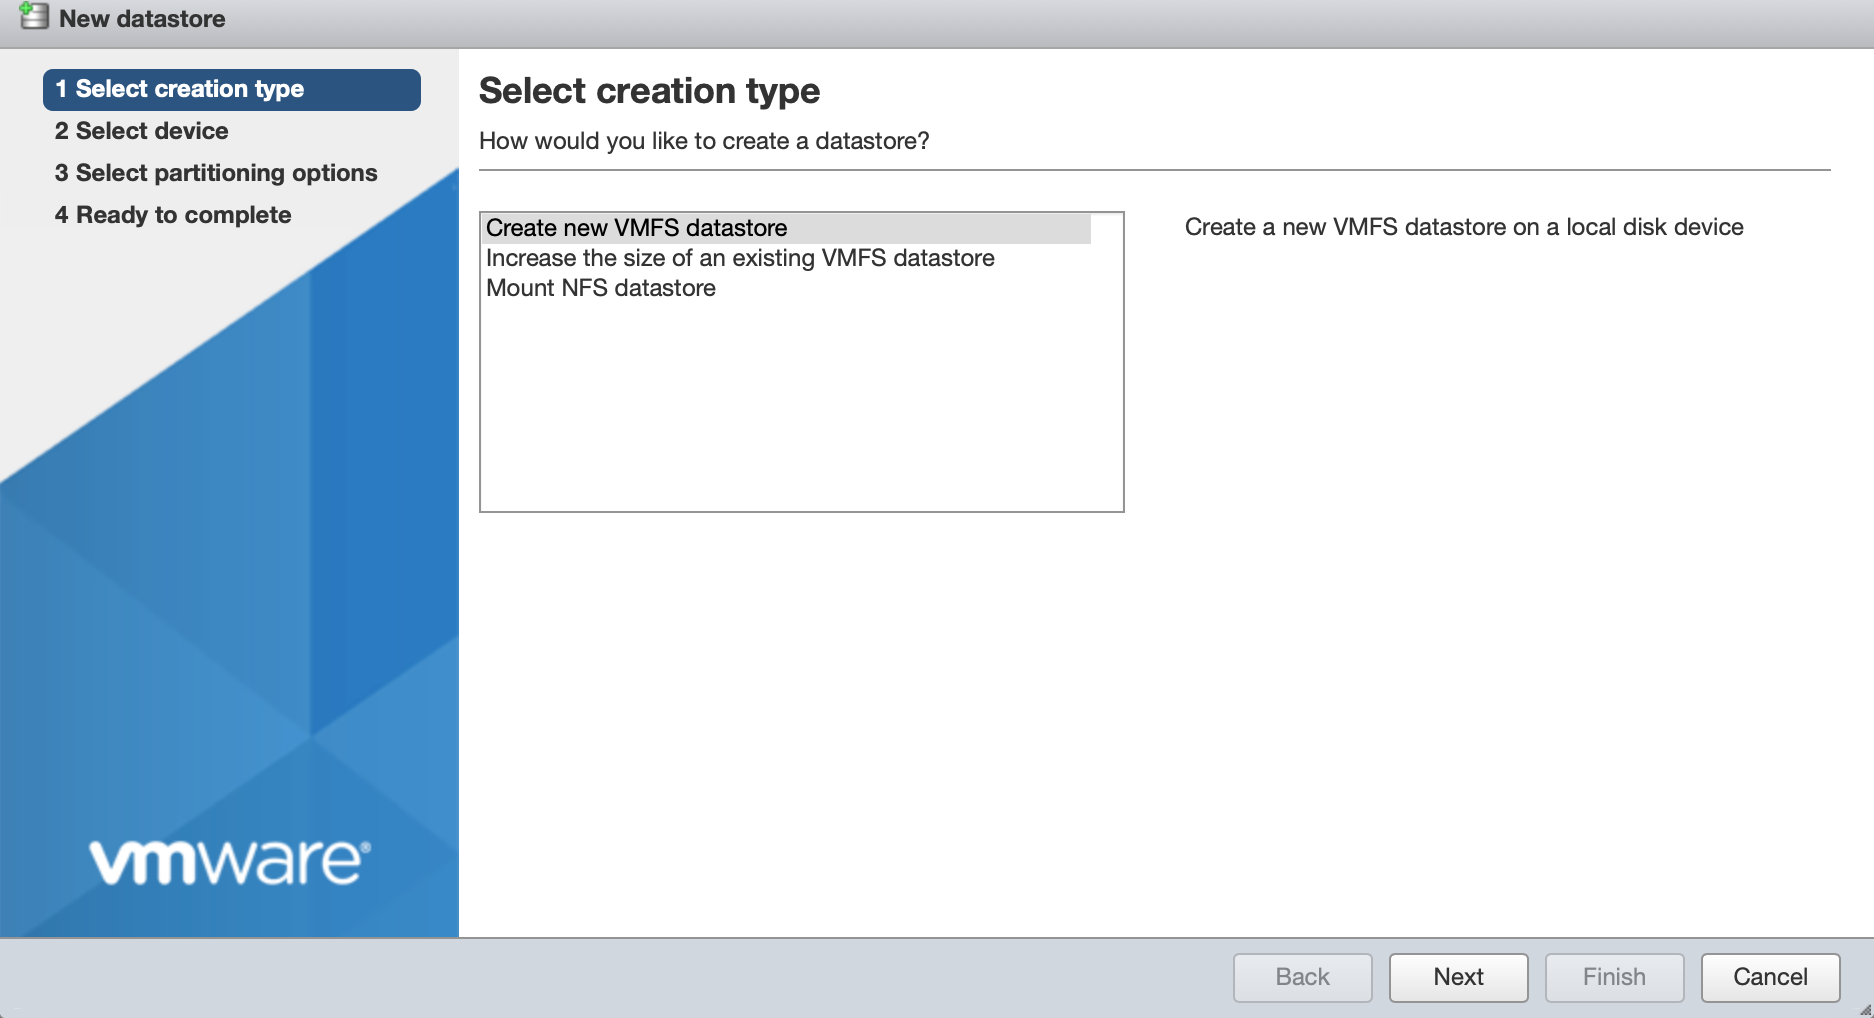 New datastore
1 Select creation type
2 Select device
3 Select partitioning options
4 Ready to complete
vmware®
Select creation type
How would you like to create a datastore?
Create new VMFS datastore
Increase the size of an existing VMFS datastore
Mount NFS datastore
Create a new VMFS datastore on a local disk device
Back
Next
Finish
Cancel